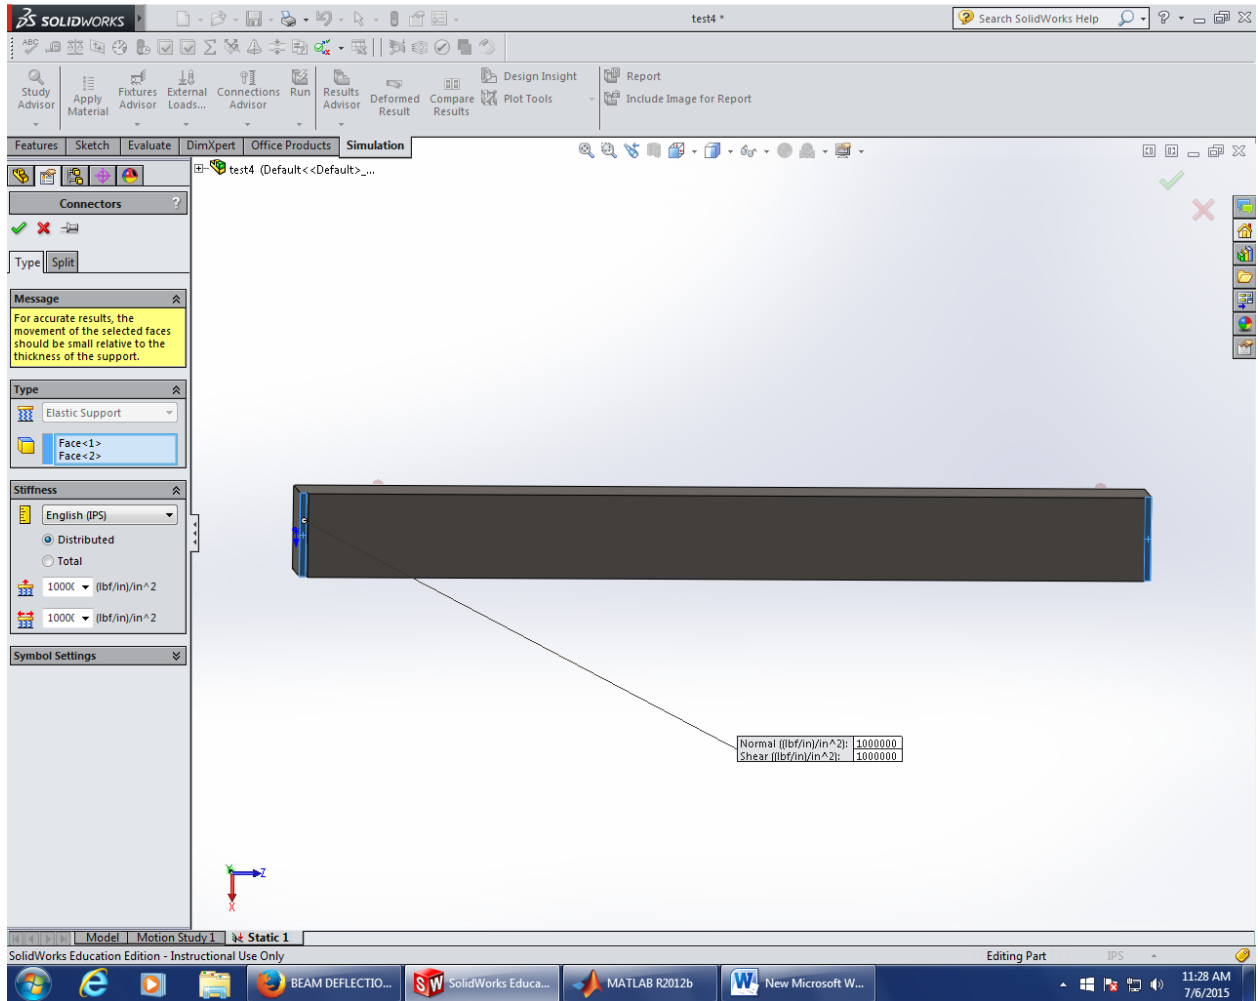 SOLIDWORKS
test4 *
Search SolidWorks Help
?
ABC
Study Advisor
Apply Material
Fixtures Advisor
External Loads...
Connections Advisor
Run
Results Advisor
Deformed Result
Compare Results
Design Insight
Plot Tools
Report
Include Image for Report
Features
Sketch
Evaluate
DimXpert
Office Products
Simulation
test4 (Default<<Default>_...
Connectors
?
Type
Split
Message
For accurate results, the
movement of the selected faces
should be small relative to the
thickness of the support.
Type
Elastic Support
Face<1>
Face<2>
Stiffness
English (IPS)
Distributed
Total
1000( (lbf/in)/in^2
1000( (lbf/in)/in^2
Symbol Settings
Normal ((lbf/in)/in^2): 1000000
Shear ((lbf/in)/in^2): 1000000
Y
Z
X
Model
Motion Study 1
Static 1
SolidWorks Education Edition - Instructional Use Only
Editing Part
IPS
BEAM DEFLECTIO...
SW
SolidWorks Educa...
MATLAB R2012b
W
New Microsoft W...
11:28 AM
7/6/2015